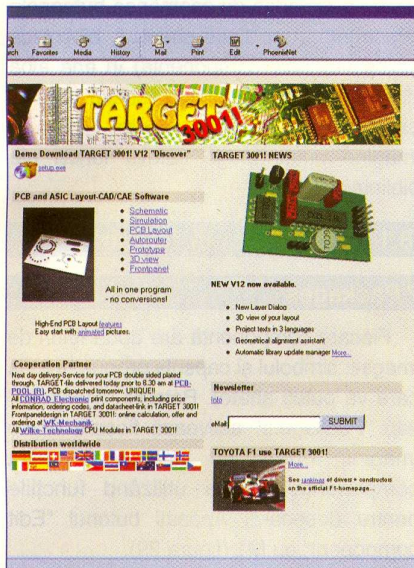 rch Favorites Media History Mail Print Edit PhoenixNet
TARGET
3001!
Demo Download TARGET 3001! V12 "Discover"
setup.exe
PCB and ASIC Layout-CAD/CAE Software
Schematic
Simulation
PCB Layout
Autorouter
Prototype
3D view
Frontpanel
All in one program
- no conversions!
High-End PCB Layout features
Easy start with animated pictures.
Cooperation Partner
Next day delivery-Service for your PCB double sided plated
through. TARGET-file delivered today prior to 8.30 am at PCB-
POOL (R), PCB dispatched tomorrow. UNIQUE!!
All CONRAD Electronic print components, including price
information, ordering codes, and datasheet-link in TARGET 3001!
Frontpaneldesign in TARGET 3001!: online calculation, offer and
ordering at WK-Mechanik.
All Wilke-Technology CPU Modules in TARGET 3001!
Distribution worldwide
TARGET 3001! NEWS
NEW V12 now available.
New Layer Dialog
3D view of your layout
Project texts in 3 languages
Geometrical alignment assistant
Automatic library update manager More...
Newsletter
Info
eMail SUBMIT
TOYOTA F1 use TARGET 3001!
More...
See rankings of drivers + constructors
on the official F1-homepage...